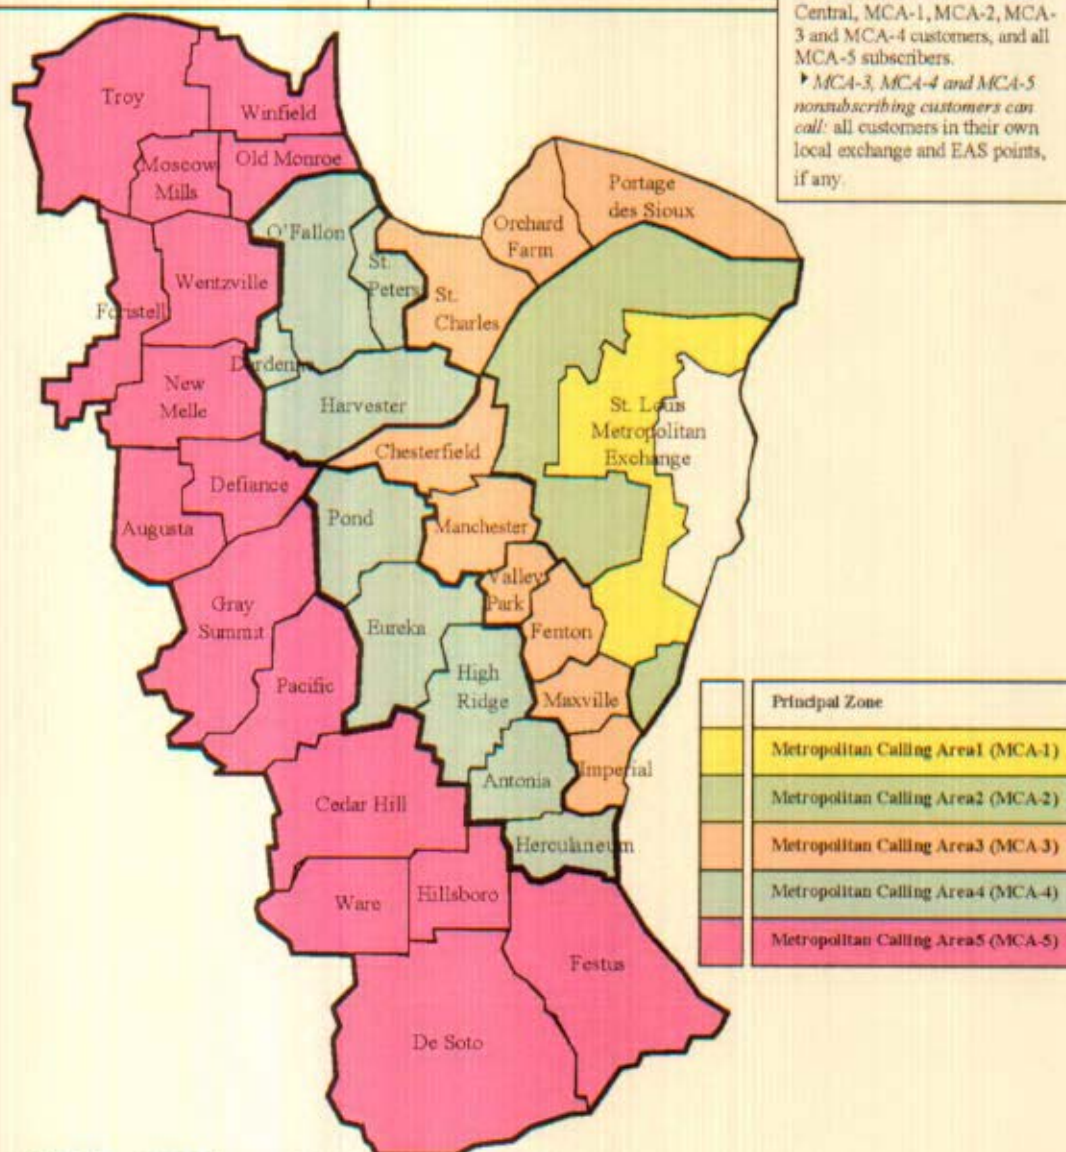 Central, MCA-1, MCA-2, MCA-
3 and MCA-4 customers, and all
MCA-5 subscribers.
MCA-3, MCA-4 and MCA-5
nonsubscribing customers can
call: all customers in their own
local exchange and EAS points,
if any.
Troy
Winfield
Moscow
Mills
Old Monroe
Portage
des Sioux
Orchard
Farm
O'Fallon
St.
Peters
St.
Charles
Wentzville
Foristell
Dardenne
New
Melle
Harvester
St. Louis
Metropolitan
Exchange
Chesterfield
Defiance
Augusta
Pond
Manchester
Valley
Park
Gray
Summit
Eureka
Fenton
Pacific
High
Ridge
Maxville
Antonia
Imperial
Cedar Hill
Herculaneum
Ware
Hillsboro
Festus
De Soto
Principal Zone
Metropolitan Calling Area1 (MCA-1)
Metropolitan Calling Area2 (MCA-2)
Metropolitan Calling Area3 (MCA-3)
Metropolitan Calling Area4 (MCA-4)
Metropolitan Calling Area5 (MCA-5)